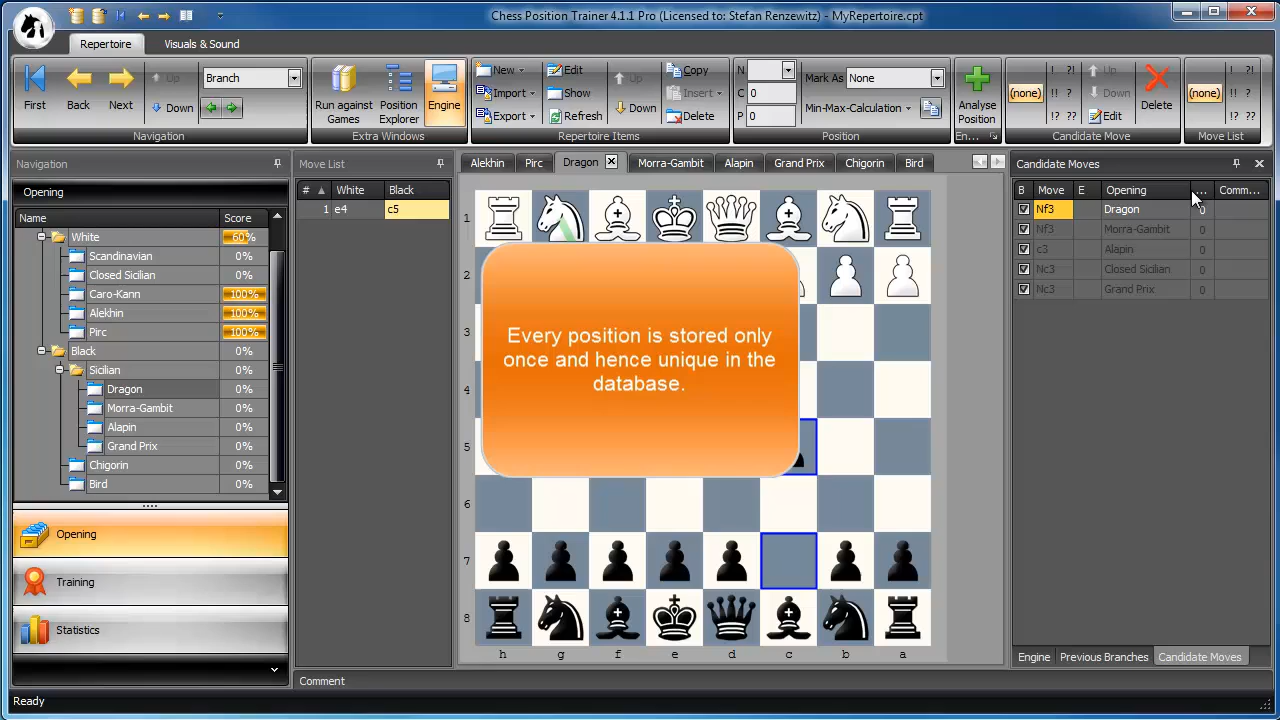 Chess Position Trainer 4.1.1 Pro (Licensed to: Stefan Renzewitz) - MyRepertoire.cpt
Repertoire
Visuals & Sound
First
Back
Next
Up
Down
Branch
Navigation
Run against
Games
Position
Explorer
Engine
Extra Windows
New
Import
Export
Edit
Show
Refresh
Up
Down
Copy
Insert
Delete
Repertoire Items
N
C 0
P 0
Mark As None
Min-Max-Calculation
Position
Analyse
Position
En...
(none)
! ?!
!! ??
!? ??
Up
Down
Edit
Delete
Candidate Move
(none)
! ?!
!! ?
!? ??
Move List
Navigation
Opening
Name Score
White 60%
Scandinavian 0%
Closed Sicilian 0%
Caro-Kann 100%
Alekhin 100%
Pirc 100%
Black 0%
Sicilian 0%
Dragon 0%
Morra-Gambit 0%
Alapin 0%
Grand Prix 0%
Chigorin 0%
Bird 0%
Opening
Training
Statistics
Move List
# White Black
1 e4 c5
Alekhin Pirc Dragon Morra-Gambit Alapin Grand Prix Chigorin Bird
1
2
3
4
5
6
7
8
h g f e d c b a
Every position is stored only
once and hence unique in the
database.
Comment
Candidate Moves
B Move E Opening ... Comm...
Nf3 Dragon 0
Nf3 Morra-Gambit 0
c3 Alapin 0
Nc3 Closed Sicilian 0
Nc3 Grand Prix 0
Engine Previous Branches Candidate Moves
Ready